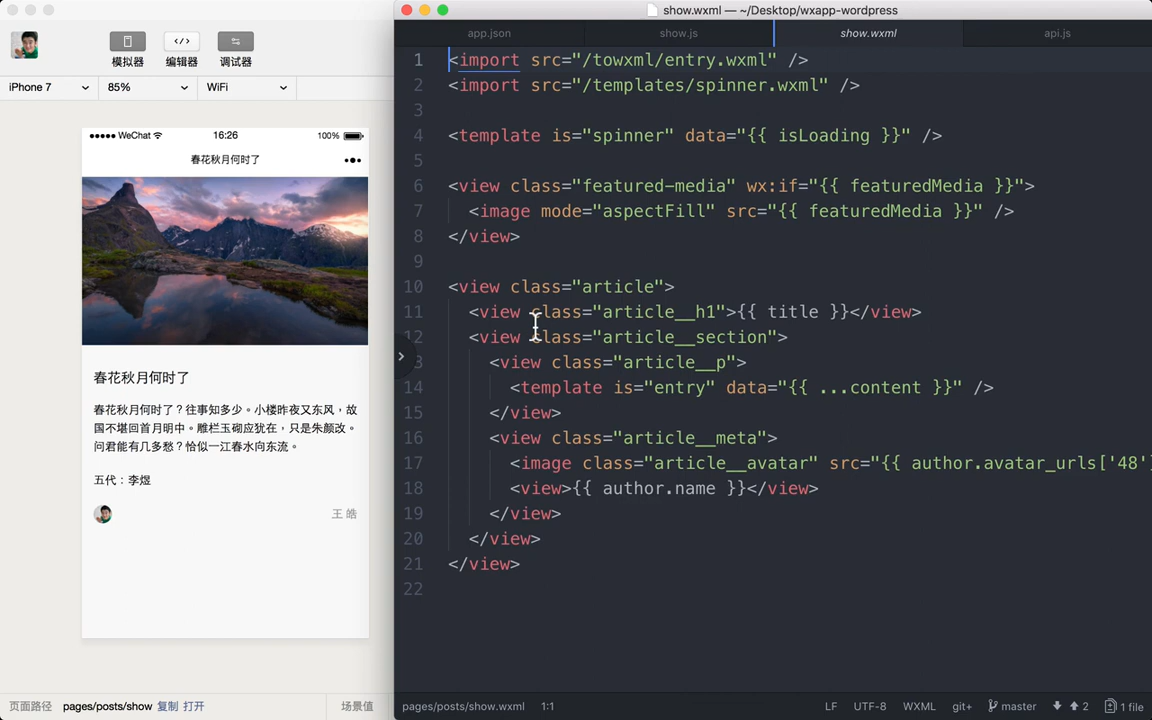 模拟器
编辑器
调试器
iPhone 7
85%
WiFi
WeChat
16:26
100%
春花秋月何时了
春花秋月何时了
春花秋月何时了？往事知多少。小楼昨夜又东风，故
国不堪回首月明中。雕栏玉砌应犹在，只是朱颜改。
问君能有几多愁？恰似一江春水向东流。
五代：李煜
王 皓
页面路径 pages/posts/show 复制 打开
场景值
show.wxml — ~/Desktop/wxapp-wordpress
app.json
show.js
show.wxml
api.js
1 <import src="/towxml/entry.wxml" />
2 <import src="/templates/spinner.wxml" />
3
4 <template is="spinner" data="{{ isLoading }}" />
5
6 <view class="featured-media" wx:if="{{ featuredMedia }}">
7 <image mode="aspectFill" src="{{ featuredMedia }}" />
8 </view>
9
10 <view class="article">
11 <view class="article__h1">{{ title }}</view>
12 <view class="article__section">
3 <view class="article__p">
14 <template is="entry" data="{{ ...content }}" />
15 </view>
16 <view class="article__meta">
17 <image class="article__avatar" src="{{ author.avatar_urls['48']
18 <view>{{ author.name }}</view>
19 </view>
20 </view>
21 </view>
22
pages/posts/show.wxml 1:1
LF UTF-8 WXML git+ master 2 1 file